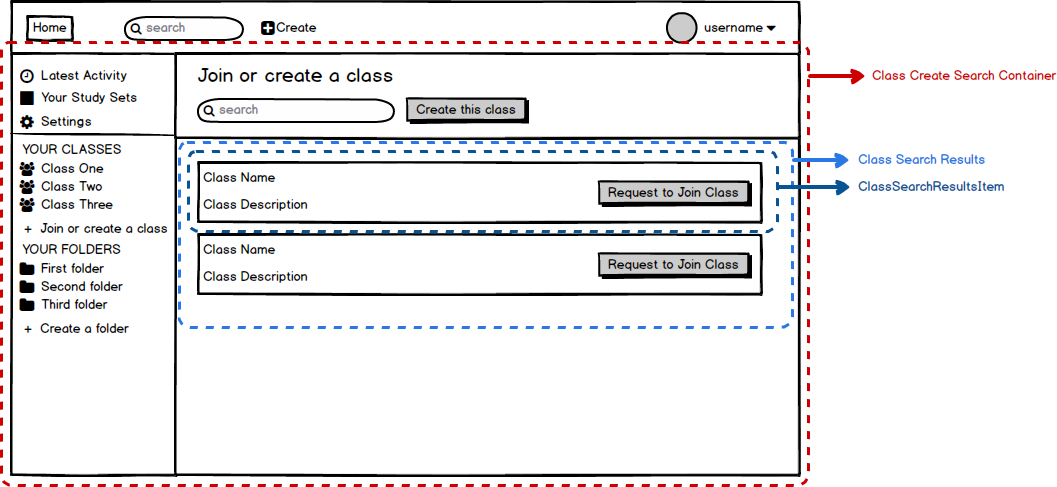 Home
search
Create
username
Latest Activity
Your Study Sets
Settings
YOUR CLASSES
Class One
Class Two
Class Three
+ Join or create a class
YOUR FOLDERS
First folder
Second folder
Third folder
+ Create a folder
Join or create a class
search
Create this class
Class Name
Class Description
Request to Join Class
Class Name
Class Description
Request to Join Class
Class Create Search Container
Class Search Results
ClassSearchResultsItem